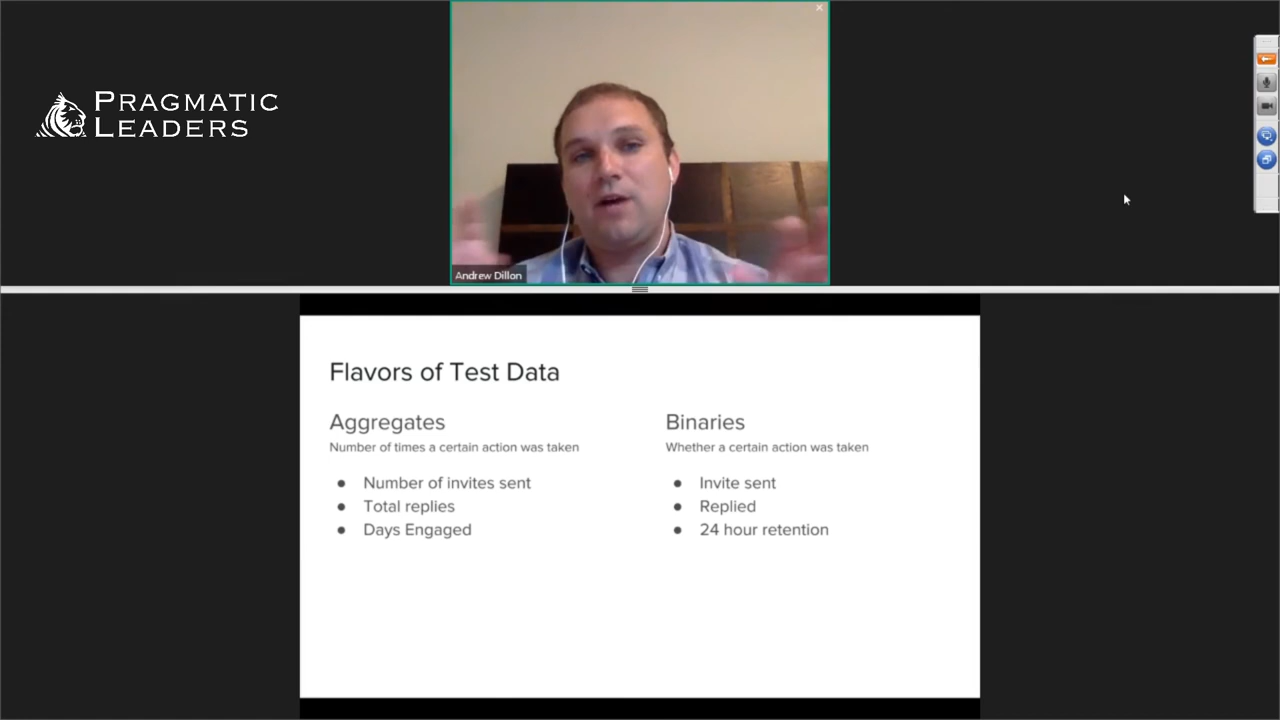 PRAGMATIC
LEADERS
Andrew Dillon
Flavors of Test Data
Aggregates
Number of times a certain action was taken
● Number of invites sent
● Total replies
● Days Engaged
Binaries
Whether a certain action was taken
● Invite sent
● Replied
● 24 hour retention